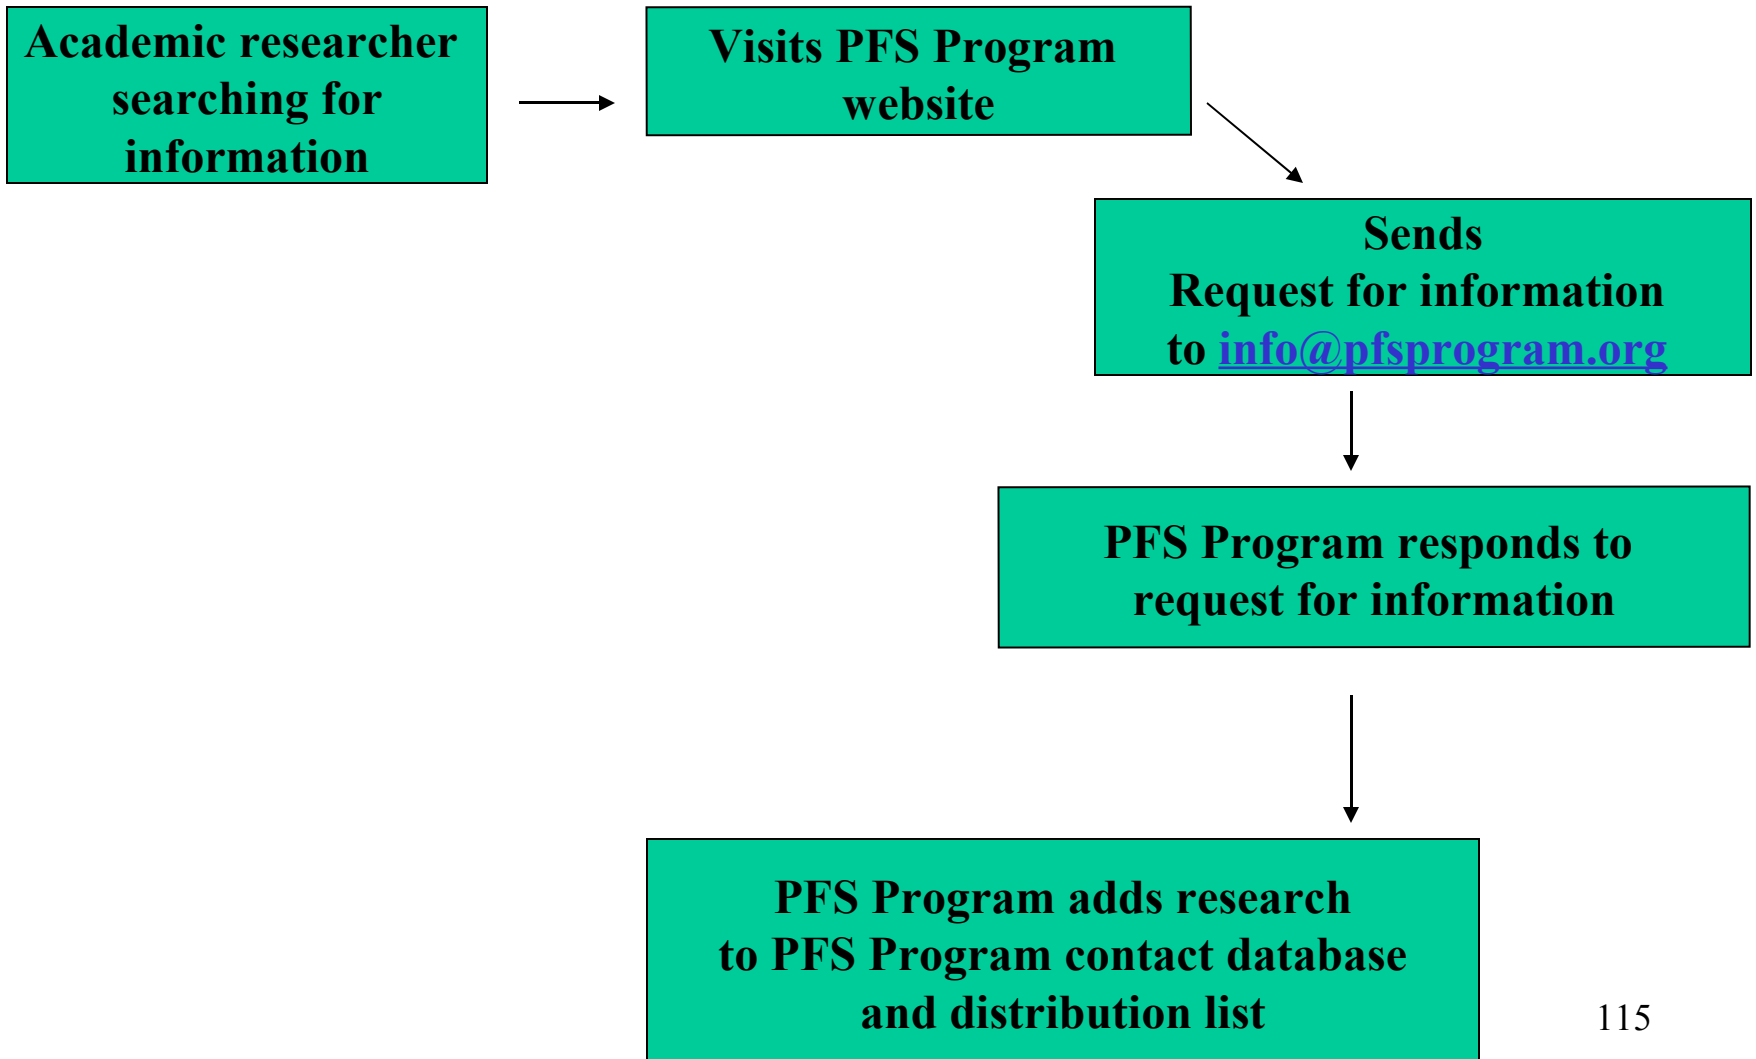 Academic researcher
searching for
information
Visits PFS Program
website
Sends
Request for information
to info@pfsprogram.org
PFS Program responds to
request for information
PFS Program adds research
to PFS Program contact database
and distribution list
115